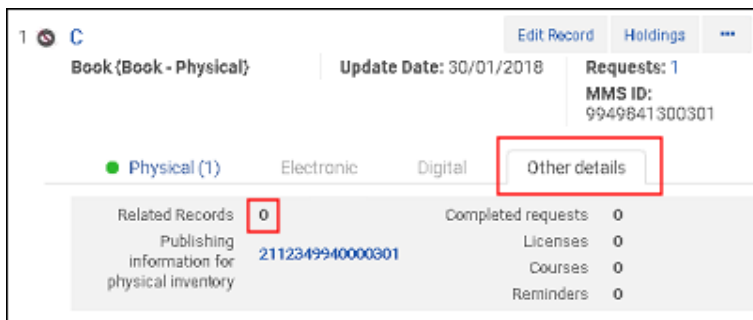 1 C Edit Record Holdings •••
Book {Book - Physical} Update Date: 30/01/2018 Requests: 1
MMS ID:
9949841300301
Physical (1) Electronic Digital Other details
Related Records 0 Completed requests 0
Publishing information for physical inventory 2112349940000301 Licenses 0
Courses 0
Reminders 0